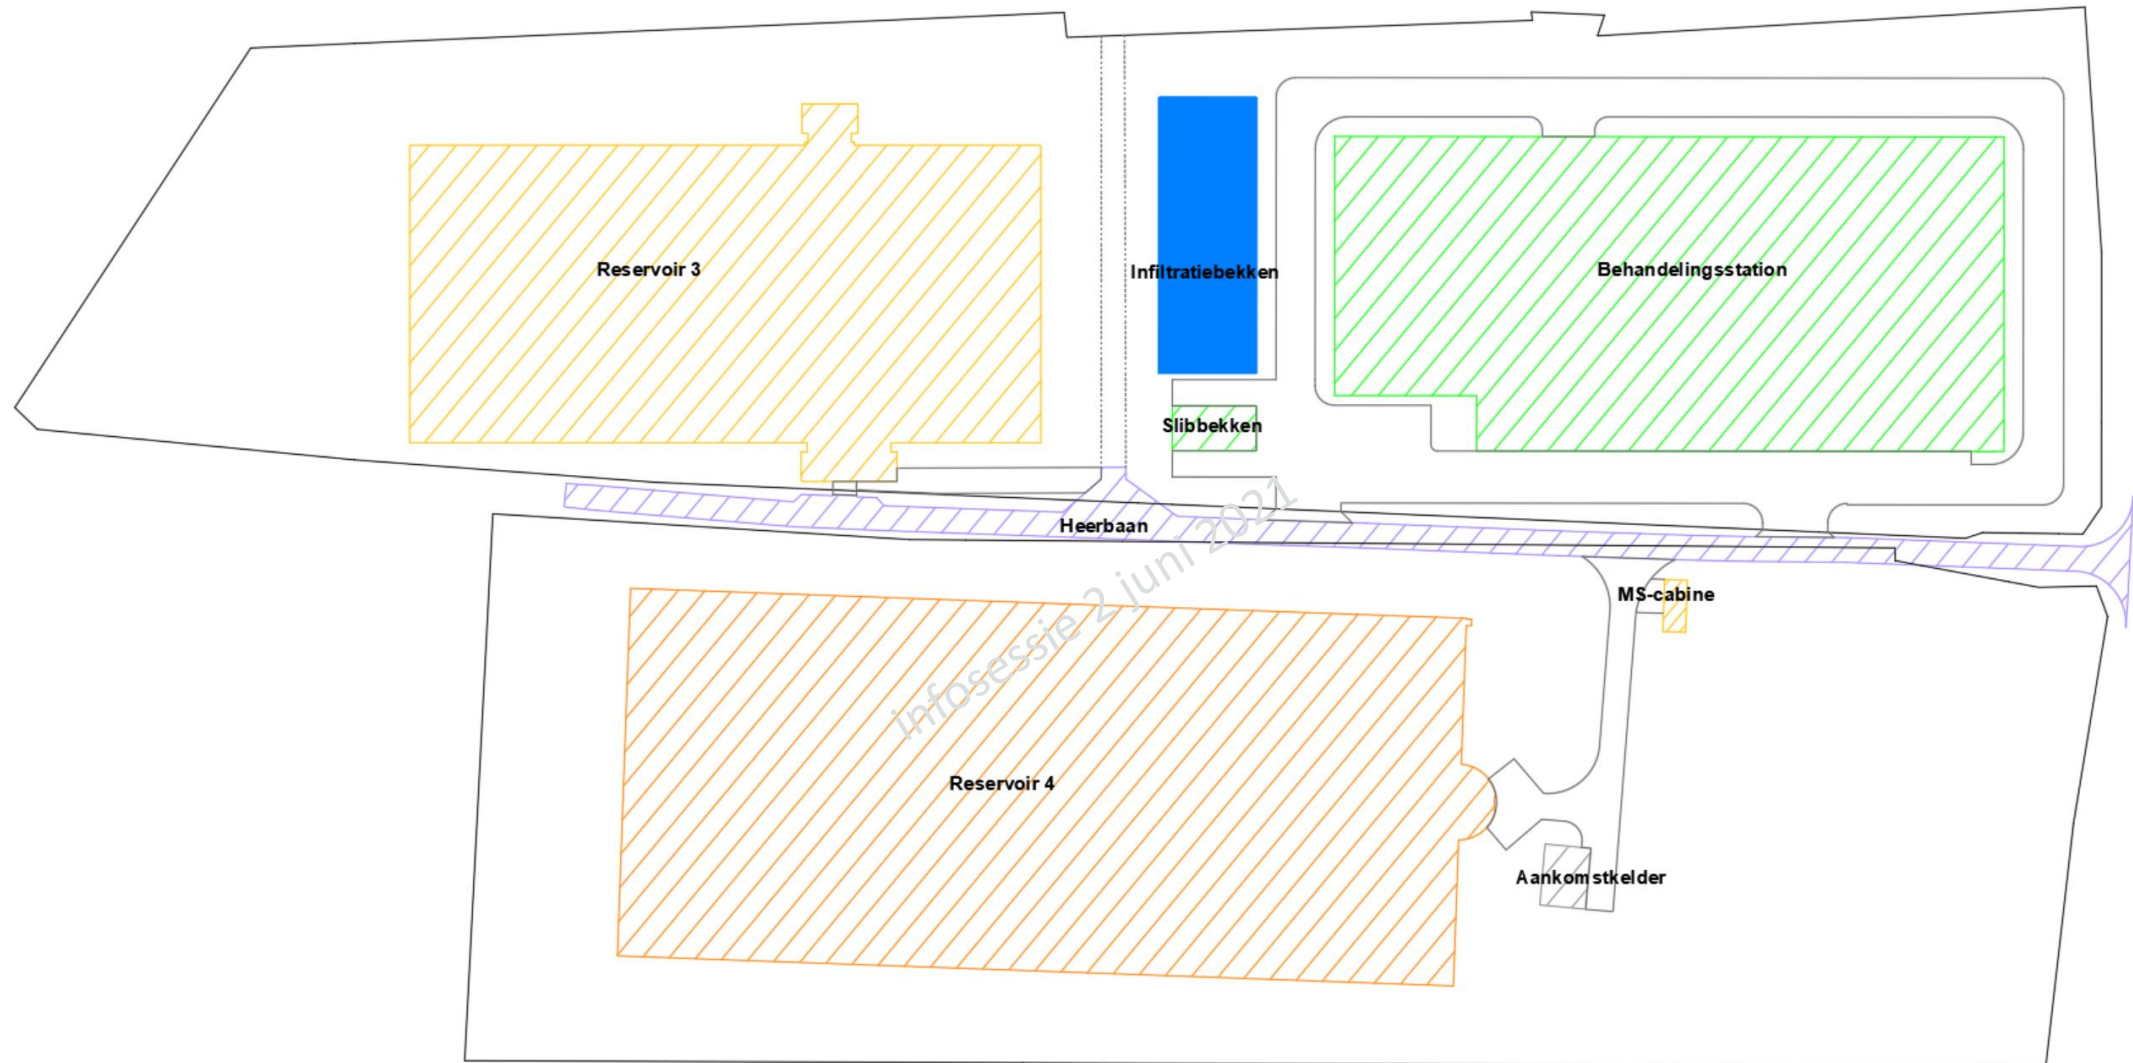 Reservoir 3
Infiltratiebekken
Behandelingsstation
Slibbekken
Heerbaan
infosessie 2 juni 2021
MS-cabine
Reservoir 4
Aankomstkelder